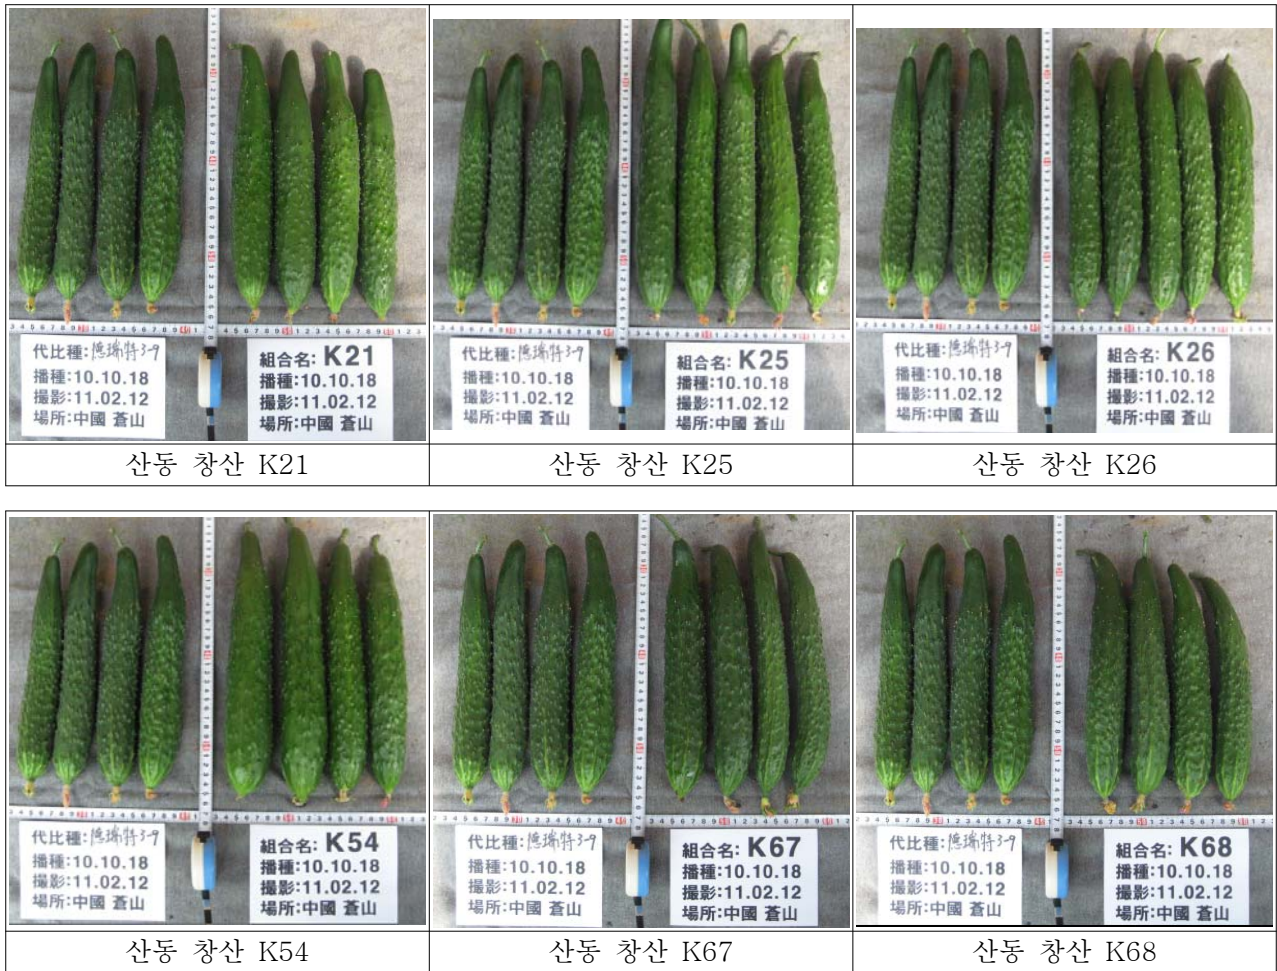 代比種:德瑞特3-9
播種:10.10.18
撮影:11.02.12
場所:中國 蒼山
組合名: K21
播種:10.10.18
撮影:11.02.12
場所:中國 蒼山
代比種:德瑞特3-9
播種:10.10.18
撮影:11.02.12
場所:中國 蒼山
組合名: K25
播種:10.10.18
撮影:11.02.12
場所:中國 蒼山
代比種:德瑞特3-9
播種:10.10.18
撮影:11.02.12
場所:中國 蒼山
組合名: K26
播種:10.10.18
撮影:11.02.12
場所:中國 蒼山
산동 창산 K21
산동 창산 K25
산동 창산 K26
代比種:德瑞特3-9
播種:10.10.18
撮影:11.02.12
場所:中國 蒼山
組合名: K54
播種:10.10.18
撮影:11.02.12
場所:中國 蒼山
代比種:德瑞特3-9
播種:10.10.18
撮影:11.02.12
場所:中國 蒼山
組合名: K67
播種:10.10.18
撮影:11.02.12
場所:中國 蒼山
代比種:德瑞特3-9
播種:10.10.18
撮影:11.02.12
場所:中國 蒼山
組合名: K68
播種:10.10.18
撮影:11.02.12
場所:中國 蒼山
산동 창산 K54
산동 창산 K67
산동 창산 K68